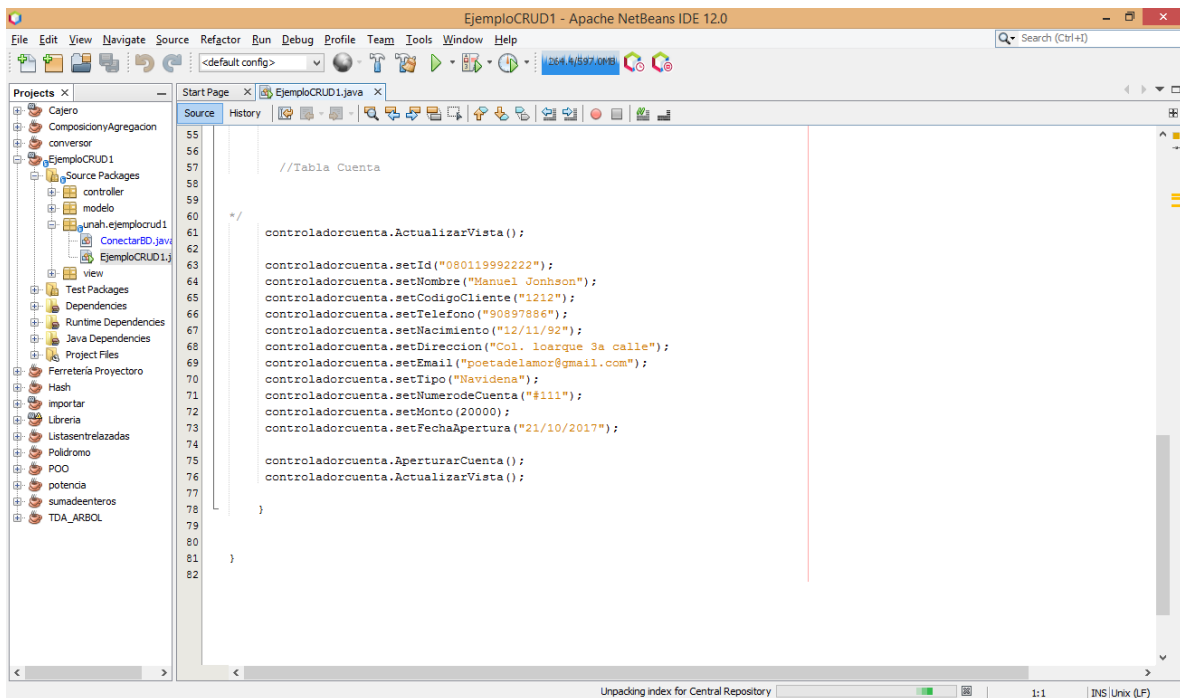 EjemploCRUD1 - Apache NetBeans IDE 12.0
File Edit View Navigate Source Refactor Run Debug Profile Team Tools Window Help
Search (Ctrl+I)
<default config>
264.4/597.0MB
Projects
Start Page
EjemploCRUD1.java
Source History
Cajero
ComposicionyAgregacion
conversor
EjemploCRUD1
Source Packages
controller
modelo
unah.ejemplocrud1
ConectarBD.java
EjemploCRUD1.j
view
Test Packages
Dependencies
Runtime Dependencies
Java Dependencies
Project Files
Ferretería Proyectoro
Hash
importar
Libreria
Listasentrelazadas
Polidromo
POO
potencia
sumadeenteros
TDA_ARBOL
55
56
57 //Tabla Cuenta
58
59
60 */
61 controladorcuenta.ActualizarVista();
62
63 controladorcuenta.setId("080119992222");
64 controladorcuenta.setNombre("Manuel Jonhson");
65 controladorcuenta.setCodigoCliente("1212");
66 controladorcuenta.setTelefono("90897886");
67 controladorcuenta.setNacimiento("12/11/92");
68 controladorcuenta.setDireccion("Col. loarque 3a calle");
69 controladorcuenta.setEmail("poetadelamor@gmail.com");
70 controladorcuenta.setTipo("Navidena");
71 controladorcuenta.setNumerodeCuenta("#111");
72 controladorcuenta.setMonto(20000);
73 controladorcuenta.setFechaApertura("21/10/2017");
74
75 controladorcuenta.AperturarCuenta();
76 controladorcuenta.ActualizarVista();
77
78 }
79
80
81 }
82
Unpacking index for Central Repository
1:1
INS Unix (LF)